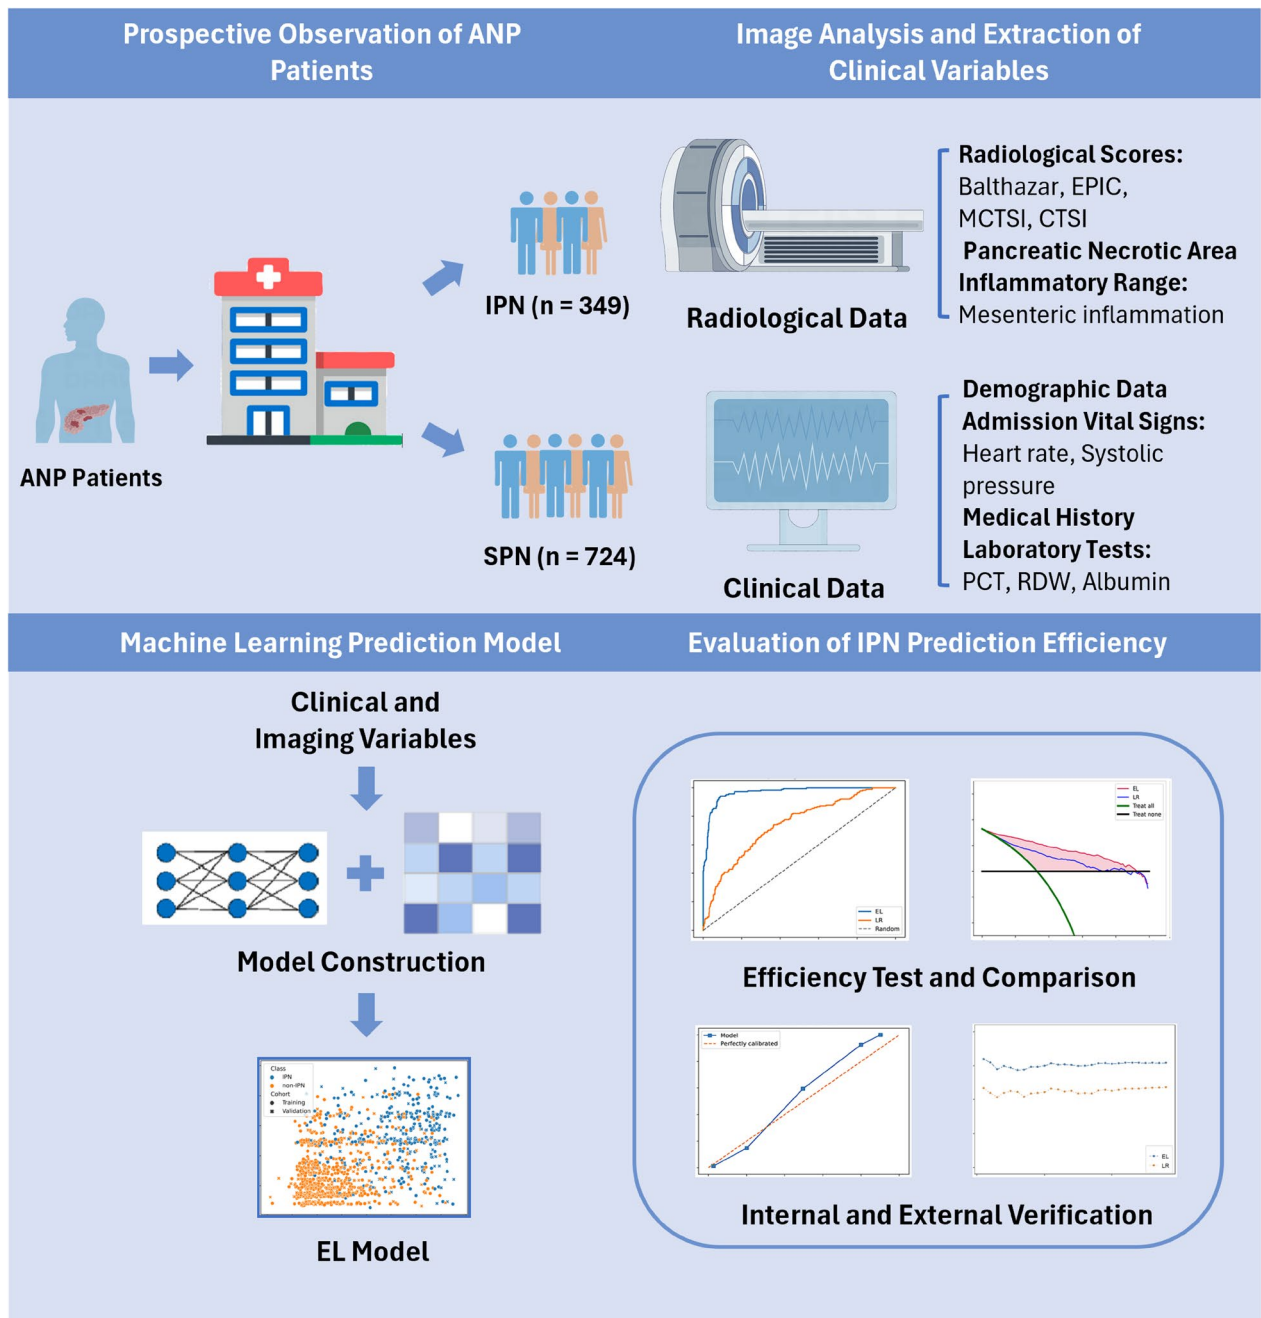 Prospective Observation of ANP
Patients
Image Analysis and Extraction of
Clinical Variables
ANP Patients
IPN (n = 349)
SPN (n = 724)
Radiological Data
Radiological Scores:
Balthazar, EPIC,
MCTSI, CTSI
Pancreatic Necrotic Area
Inflammatory Range:
Mesenteric inflammation
Clinical Data
Demographic Data
Admission Vital Signs:
Heart rate, Systolic
pressure
Medical History
Laboratory Tests:
PCT, RDW, Albumin
Machine Learning Prediction Model
Evaluation of IPN Prediction Efficiency
Clinical and
Imaging Variables
Model Construction
Class
IPN
non-IPN
Cohort
Training
Validation
EL Model
EL
LR
Random
EL
LR
Treat all
Treat none
Efficiency Test and Comparison
Model
Perfectly calibrated
EL
LR
Internal and External Verification